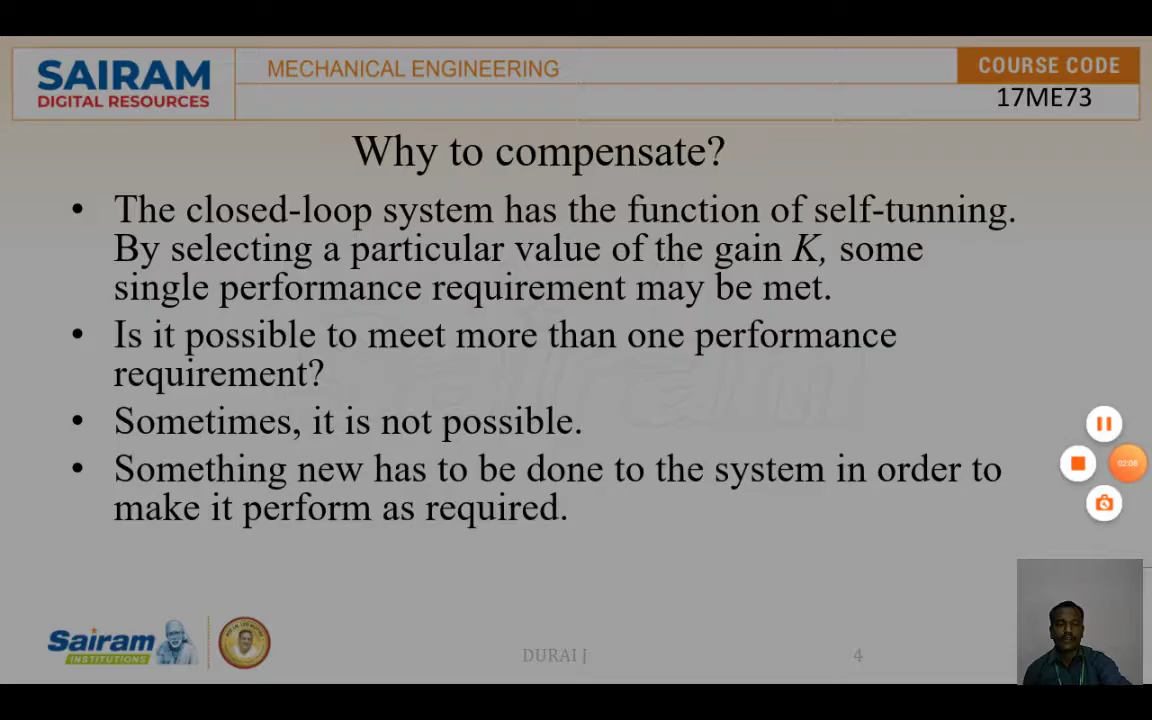 SAIRAM
DIGITAL RESOURCES
MECHANICAL ENGINEERING
COURSE CODE
17ME73
Why to compensate?
• The closed-loop system has the function of self-tunning.
By selecting a particular value of the gain K, some
single performance requirement may be met.
• Is it possible to meet more than one performance
requirement?
• Sometimes, it is not possible.
• Something new has to be done to the system in order to
make it perform as required.
02:06
Sairam
INSTITUTIONS
DURAI J
4